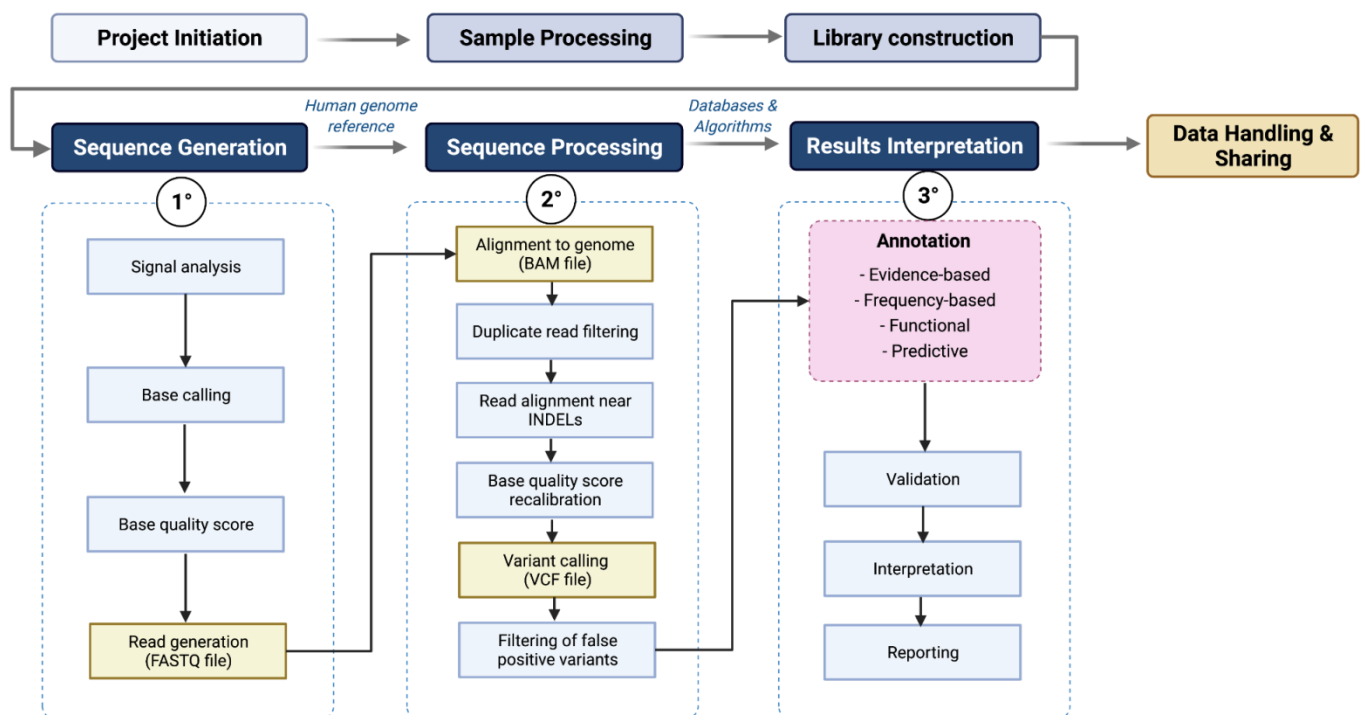 Project Initiation
Sample Processing
Library construction
Human genome
reference
Databases &
Algorithms
Sequence Generation
Sequence Processing
Results Interpretation
Data Handling &
Sharing
1°
Signal analysis
Base calling
Base quality score
Read generation
(FASTQ file)
2°
Alignment to genome
(BAM file)
Duplicate read filtering
Read alignment near
INDELs
Base quality score
recalibration
Variant calling
(VCF file)
Filtering of false
positive variants
3°
Annotation
- Evidence-based
- Frequency-based
- Functional
- Predictive
Validation
Interpretation
Reporting